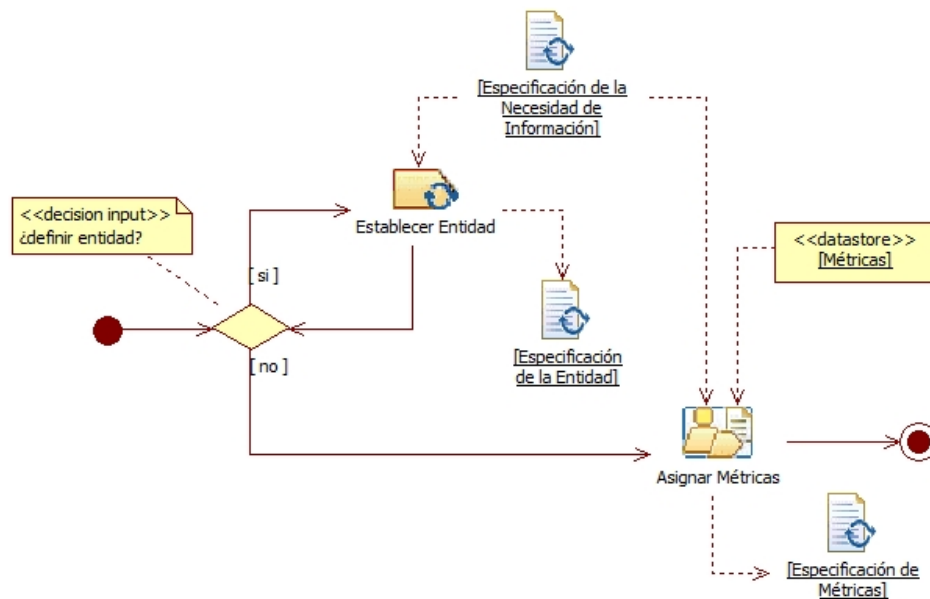 [Especificación de la
Necesidad de
Información]
<<decision input>>
¿definir entidad?
Establecer Entidad
<<datastore>>
[Métricas]
[ si ]
[Especificación
de la Entidad]
[ no ]
Asignar Métricas
[Especificación de
Métricas]